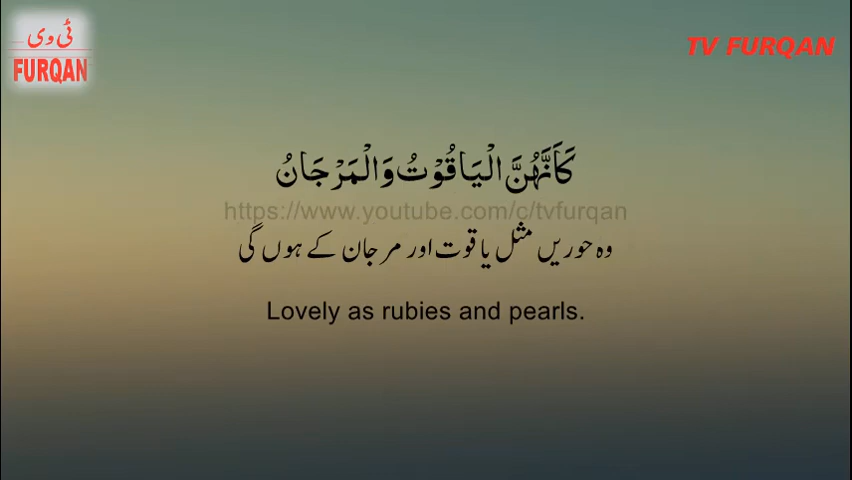 ٹی وی
FURQAN
TV FURQAN
كَاَنَّهُنَّ الْيَاقُوْتُ وَالْمَرْجَانُ
https://www.youtube.com/c/tvfurqan
وہ حوریں مثل یاقوت اور مرجان کے ہوں گی
Lovely as rubies and pearls.